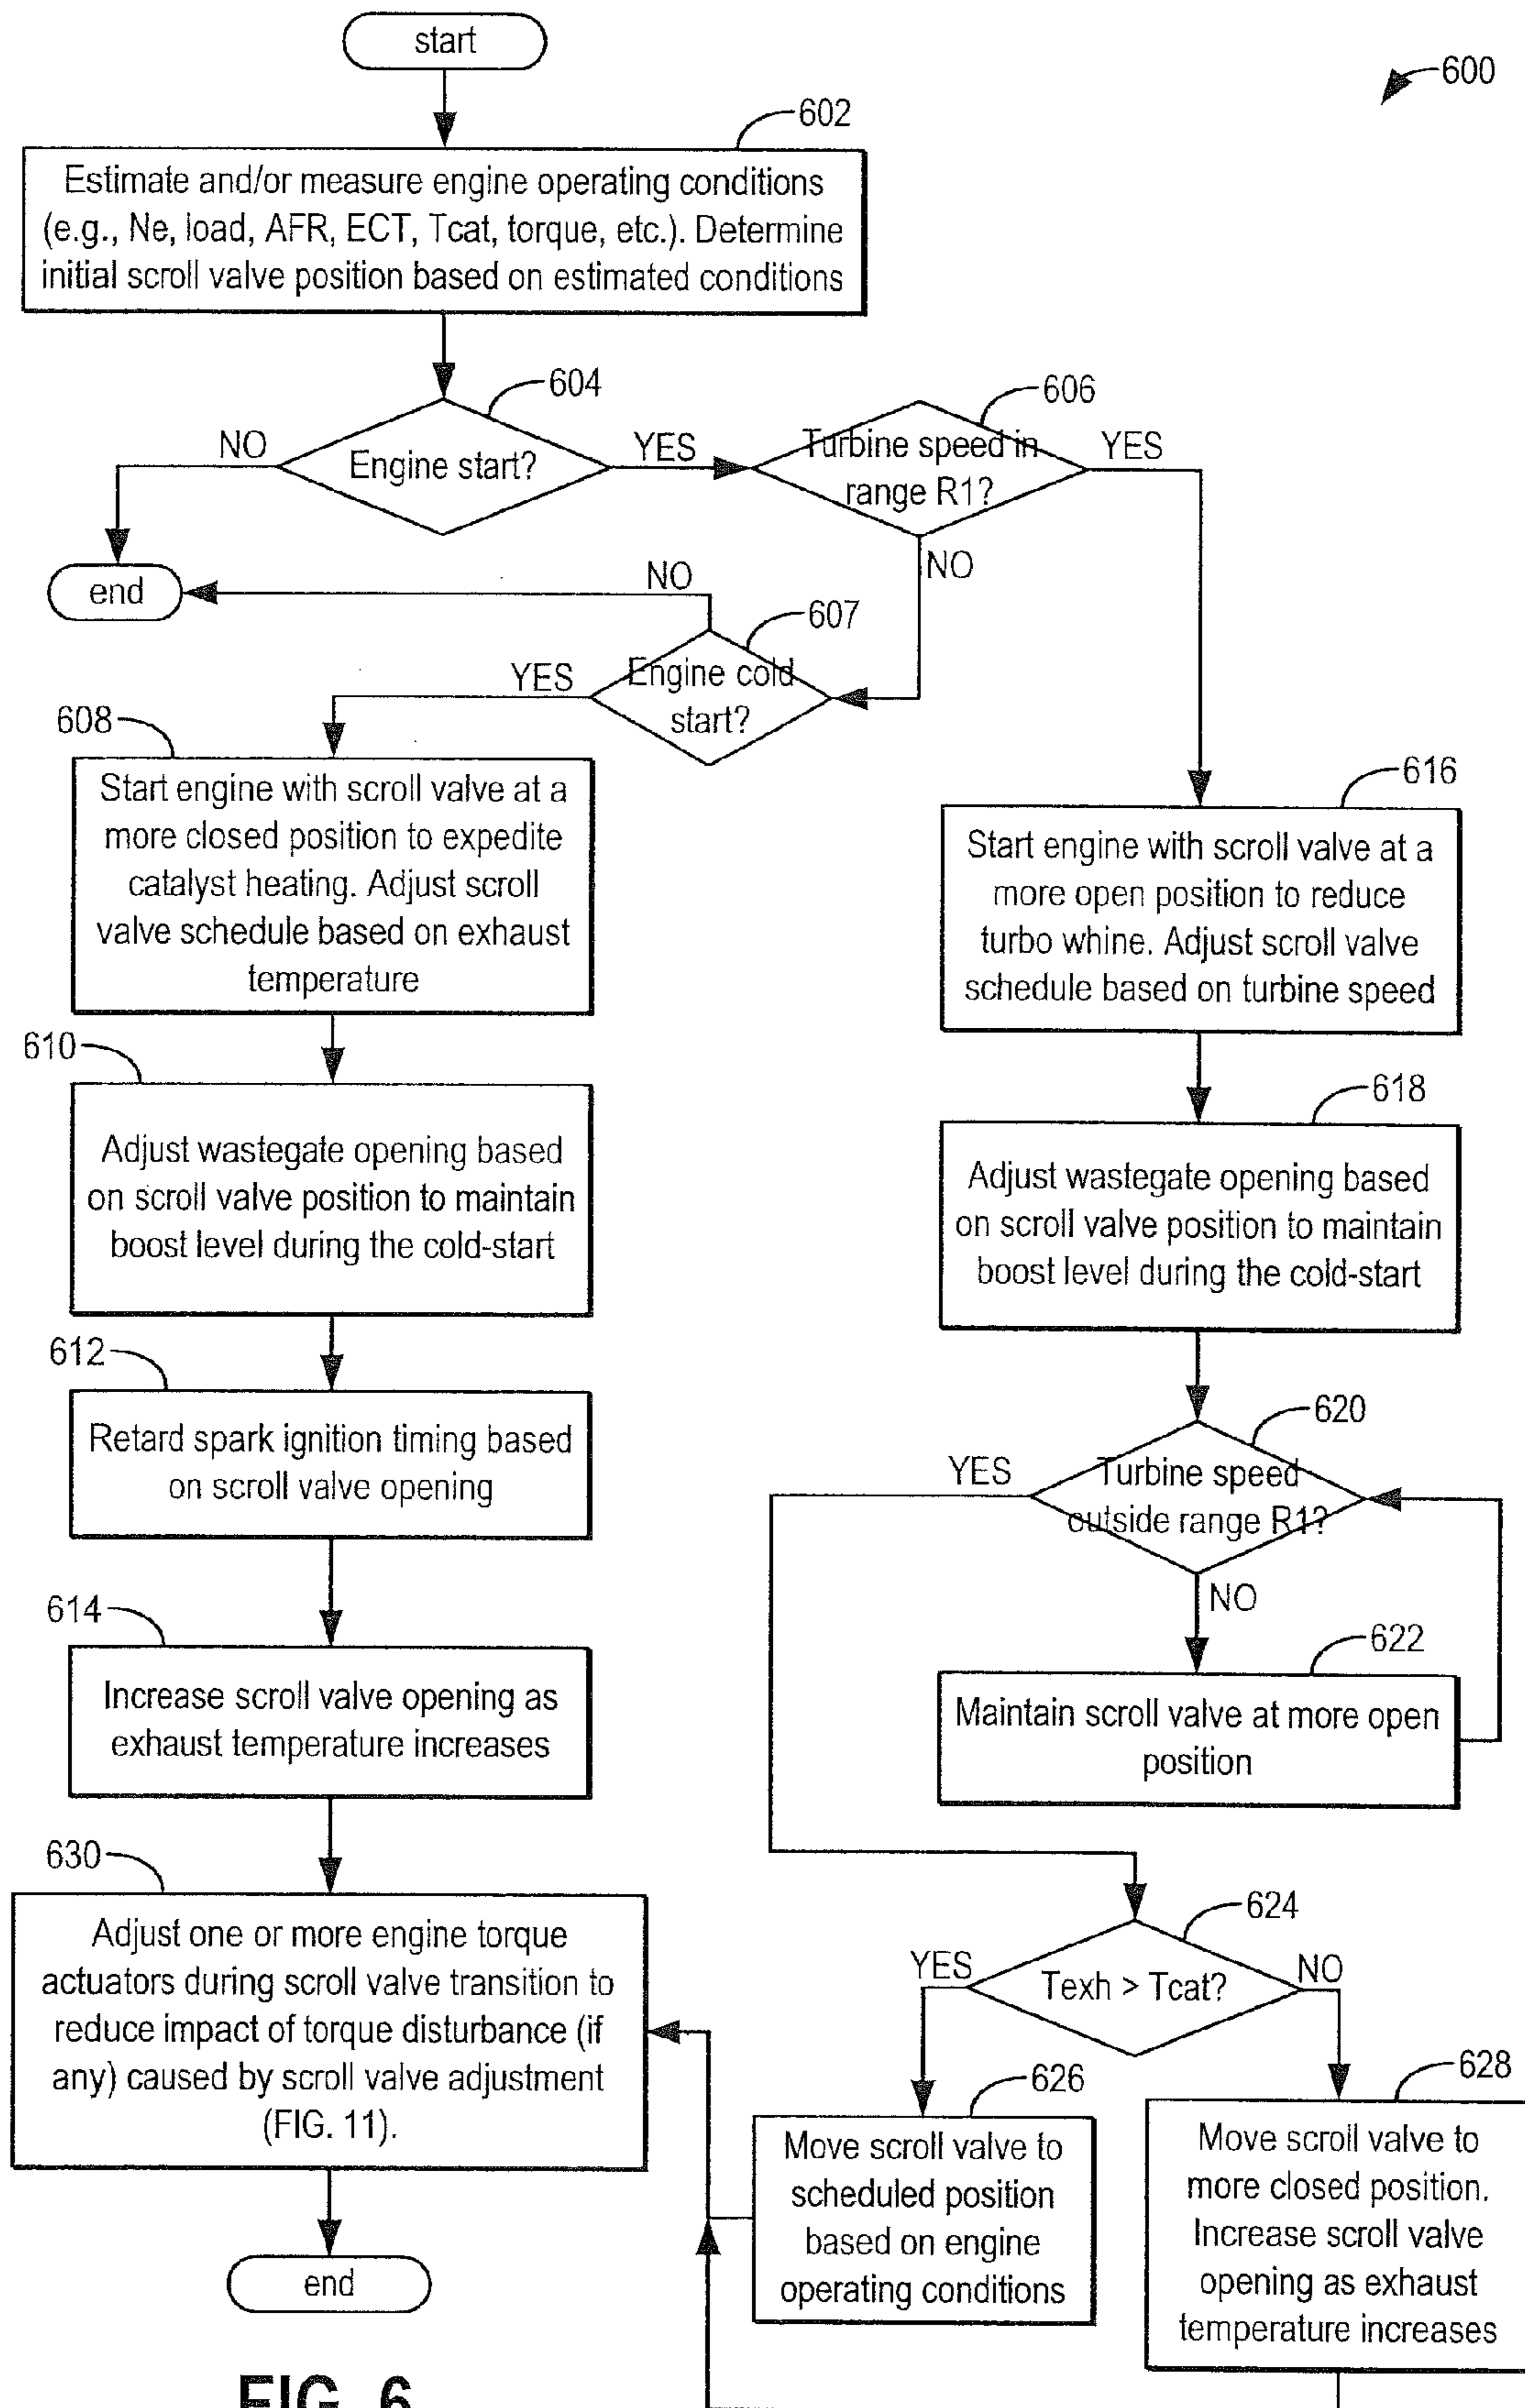 start
600
602
Estimate and/or measure engine operating conditions
(e.g., Ne, load, AFR, ECT, Tcat, torque, etc.). Determine
initial scroll valve position based on estimated conditions
604
606
NO
Engine start?
YES
Turbine speed in
range R1?
YES
NO
end
NO
607
YES
Engine cold
start?
608
Start engine with scroll valve at a
more closed position to expedite
catalyst heating. Adjust scroll
valve schedule based on exhaust
temperature
616
Start engine with scroll valve at a
more open position to reduce
turbo whine. Adjust scroll valve
schedule based on turbine speed
610
Adjust wastegate opening based
on scroll valve position to maintain
boost level during the cold-start
618
Adjust wastegate opening based
on scroll valve position to maintain
boost level during the cold-start
612
Retard spark ignition timing based
on scroll valve opening
620
YES
Turbine speed
outside range R1?
NO
614
Increase scroll valve opening as
exhaust temperature increases
622
Maintain scroll valve at more open
position
630
Adjust one or more engine torque
actuators during scroll valve transition to
reduce impact of torque disturbance (if
any) caused by scroll valve adjustment
(FIG. 11).
624
YES
Texh > Tcat?
NO
626
Move scroll valve to
scheduled position
based on engine
operating conditions
628
Move scroll valve to
more closed position.
Increase scroll valve
opening as exhaust
temperature increases
end
FIG. 6